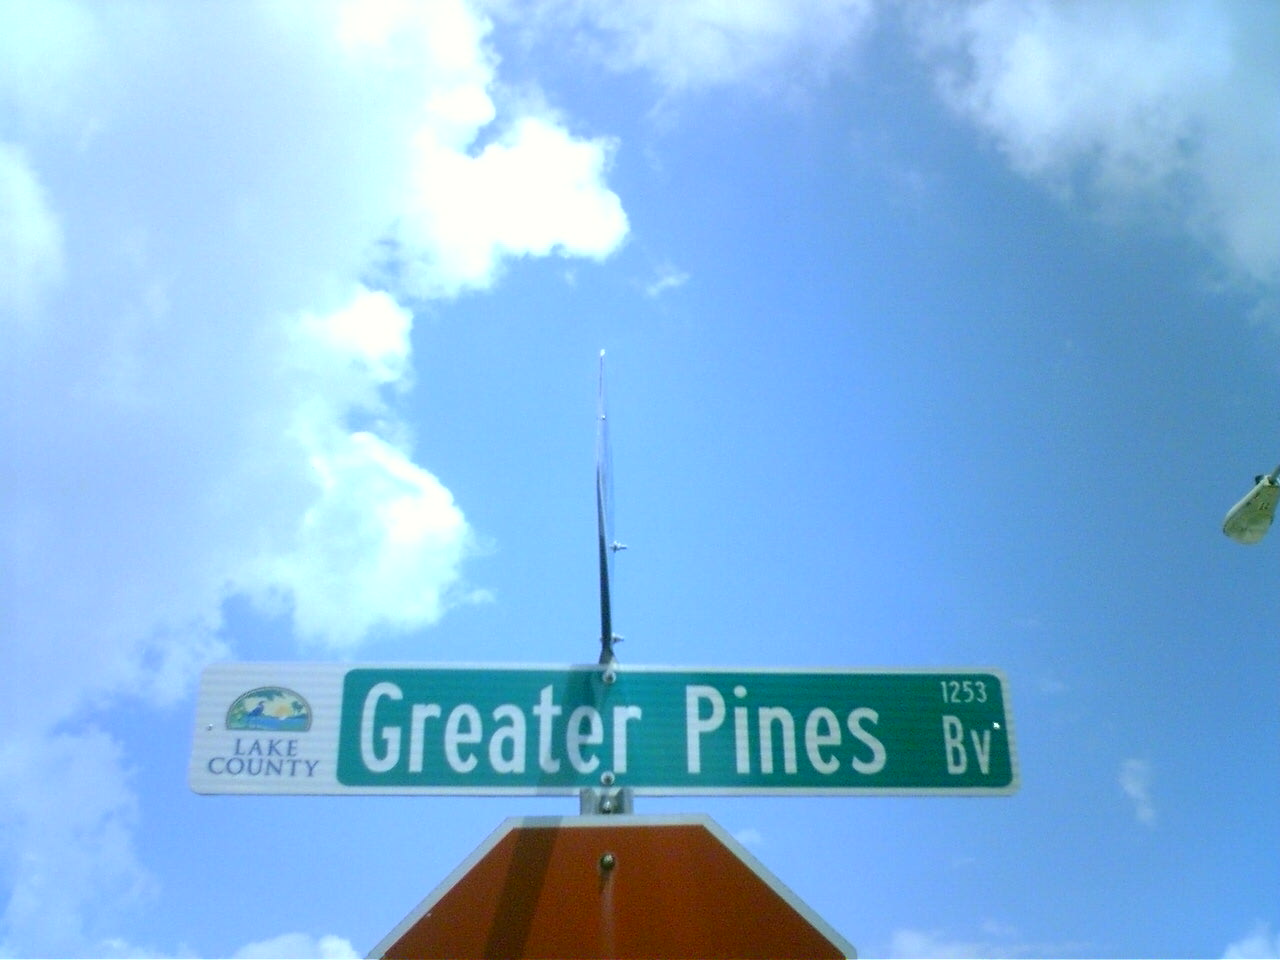 LAKE
COUNTY
Greater Pines
1253
Bv